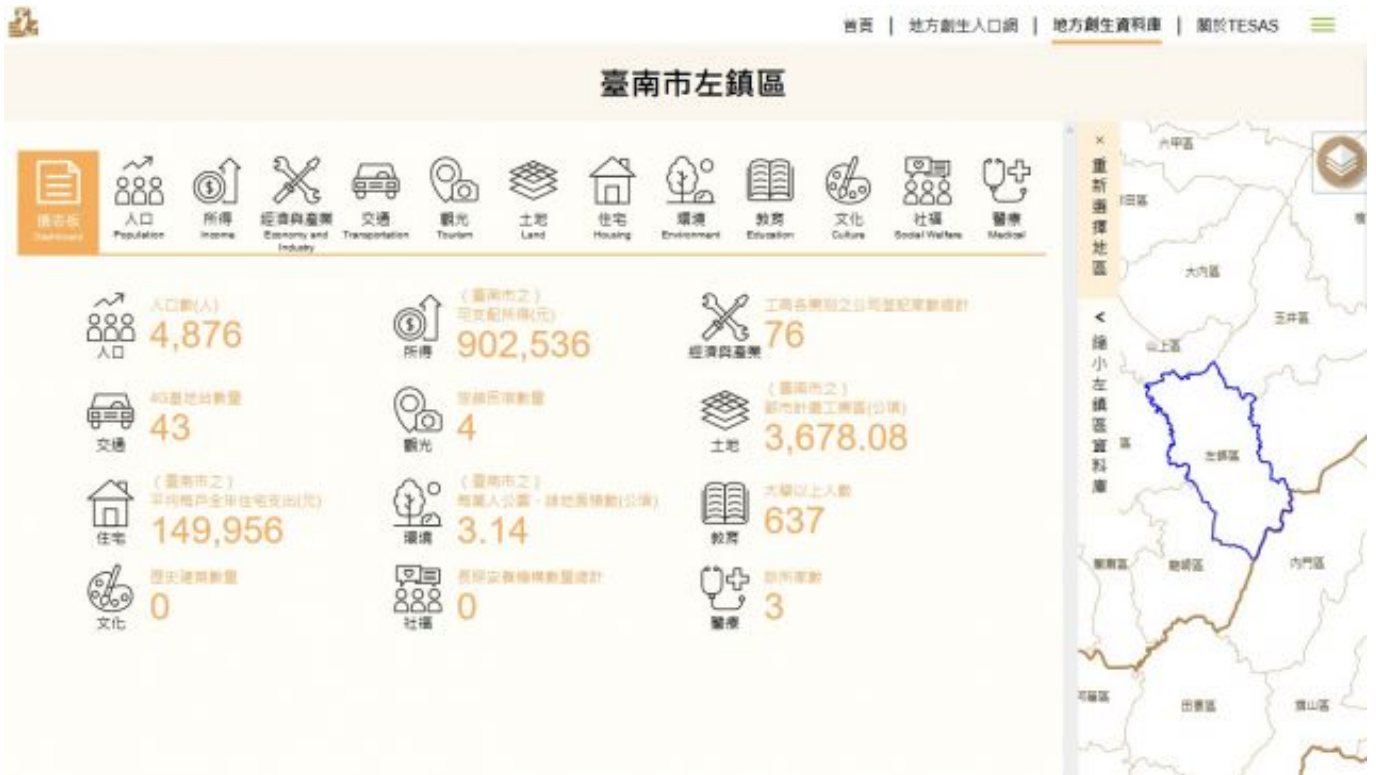 首頁 | 地方創生人口網 | 地方創生資料庫 | 關於TESAS
臺南市左鎮區
儀表板
Dashboard
人口
Population
所得
Income
經濟與產業
Economy and
Industry
交通
Transportation
觀光
Tourism
土地
Land
住宅
Housing
環境
Environment
教育
Education
文化
Culture
社福
Social Welfare
醫療
Medical
人口數(人)
4,876
人口
(臺南市之)
可支配所得(元)
902,536
所得
工商各業別之公司登記家數總計
76
經濟與產業
4G基地台數量
43
交通
當前民宿數量
4
觀光
(臺南市之)
都市計畫工業區(公頃)
3,678.08
土地
(臺南市之)
平均每戶全年住宅支出(元)
149,956
住宅
(臺南市之)
每萬人公園、綠地面積數(公頃)
3.14
環境
大學以上人數
637
教育
歷史建築數量
0
文化
長照安養機構數量總計
0
社福
診所家數
3
醫療
× 重新選擇地區
< 縮小左鎮區資料庫
六甲區
大內區
玉井區
山上區
左鎮區
關廟區
龍崎區
內門區
阿蓮區
田寮區
旗山區